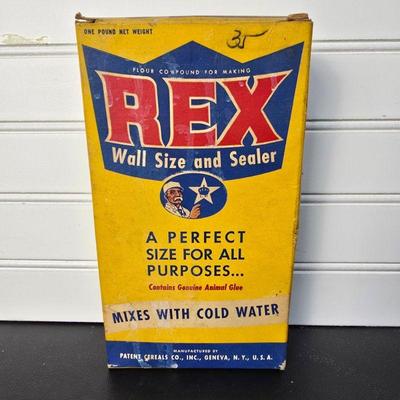 ONE POUND NET WEIGHT
35
FLOUR COMPOUND FOR MAKING
REX
Wall Size and Sealer
A PERFECT
SIZE FOR ALL
PURPOSES...
Contains Genuine Animal Glue
MIXES WITH COLD WATER
MANUFACTURED BY
PATENT CEREALS CO., INC., GENEVA, N. Y., U. S. A.